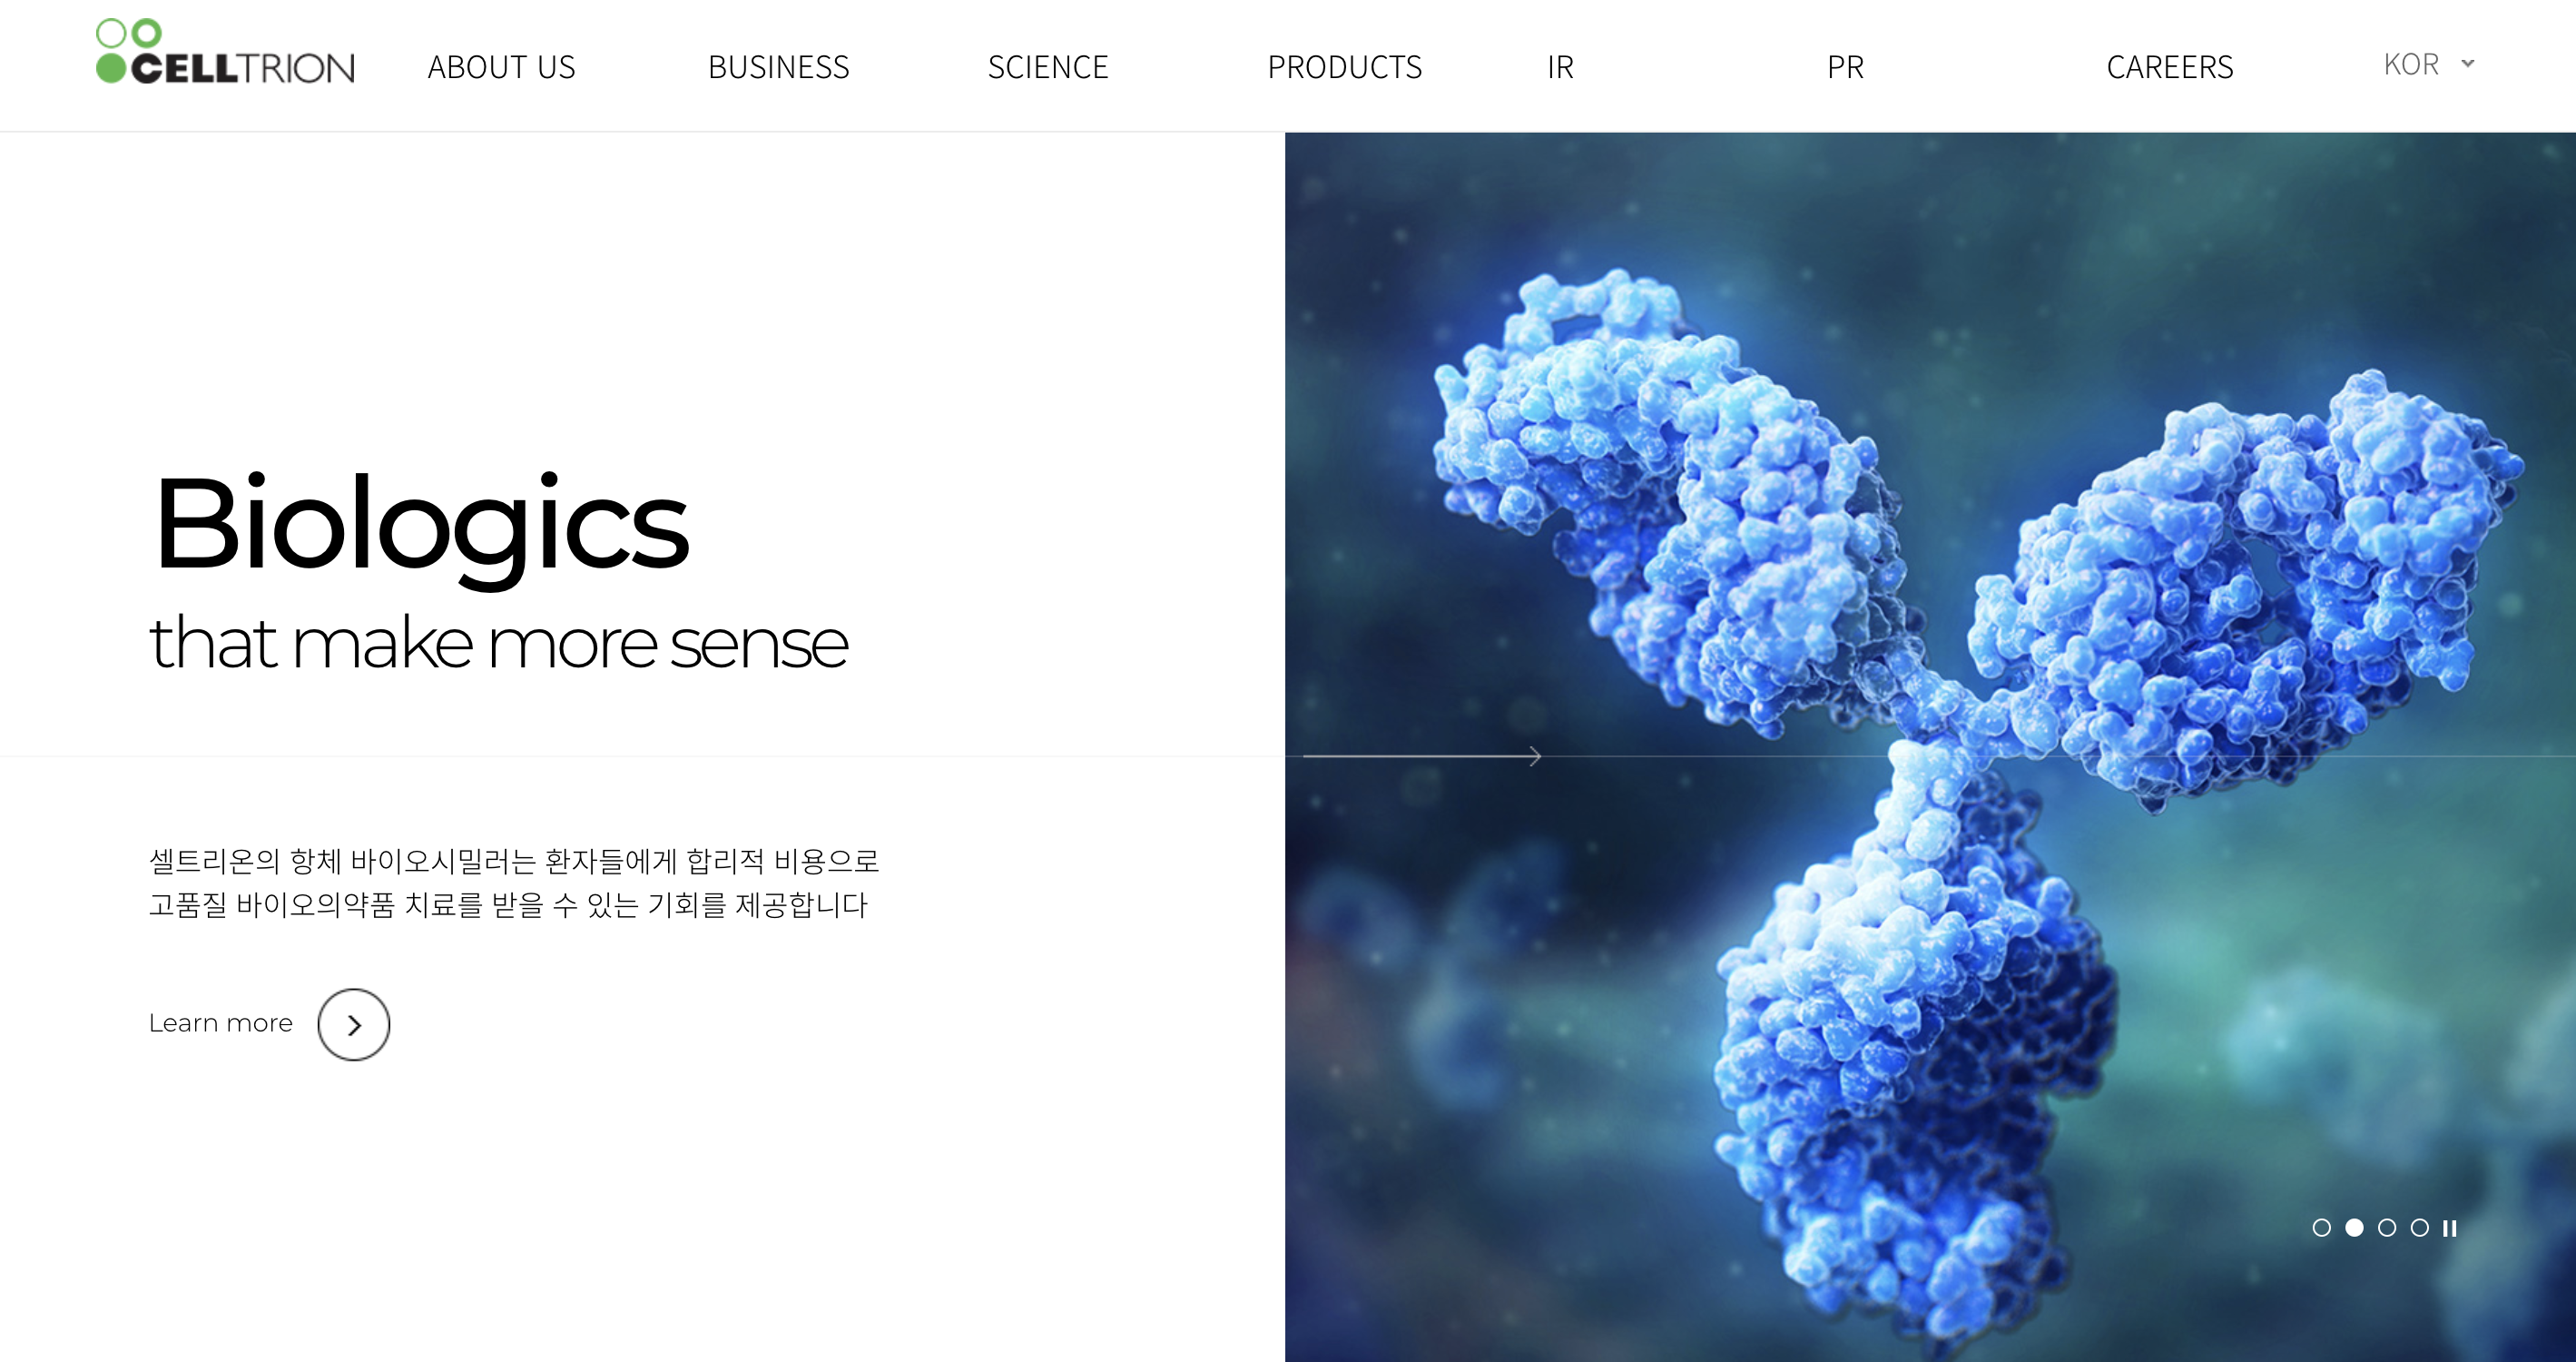 CELLTRION
ABOUT US
BUSINESS
SCIENCE
PRODUCTS
IR
PR
CAREERS
KOR
Biologics
that make more sense
셀트리온의 항체 바이오시밀러는 환자들에게 합리적 비용으로
고품질 바이오의약품 치료를 받을 수 있는 기회를 제공합니다
Learn more